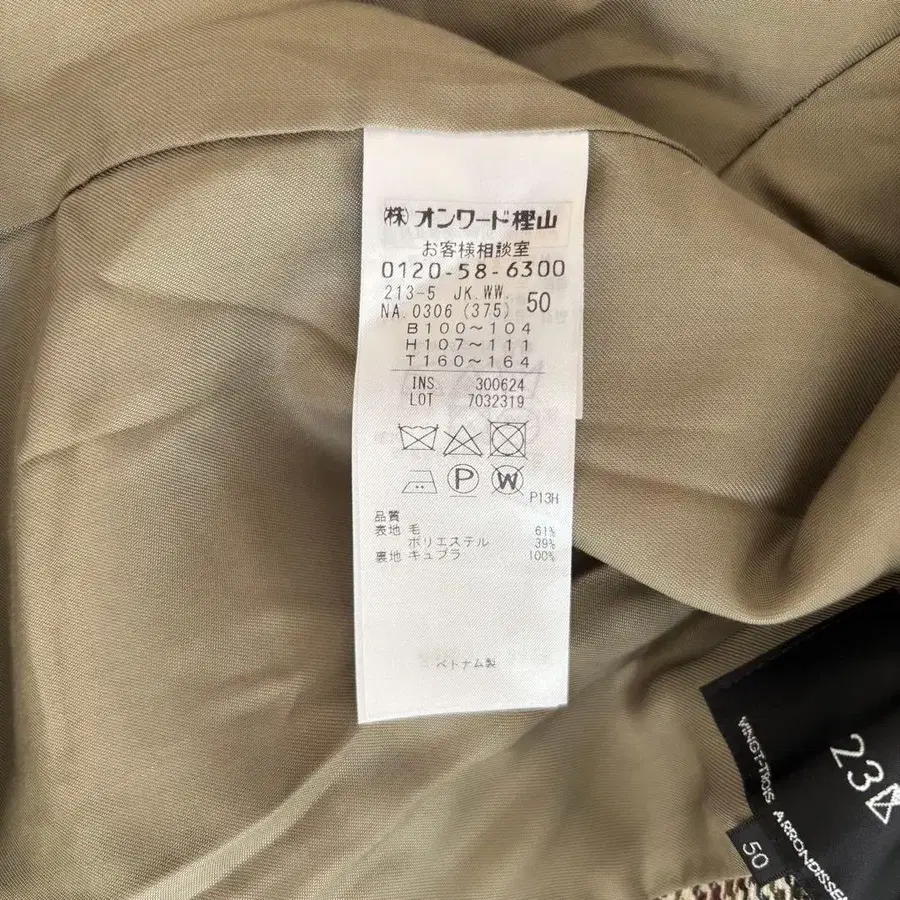 (株)オンワード樫山
お客様相談室
0120-58-6300
213-5 JK.WW. 50
NA.0306 (375)
B100～104
H107～111
T160～164
INS. 300624
LOT 7032319
P
W
P13H
品質
表地 毛 61%
ポリエステル 39%
裏地 キュプラ 100%
ベトナム製
23区
VINGT-TROIS ARRONDISSE
50